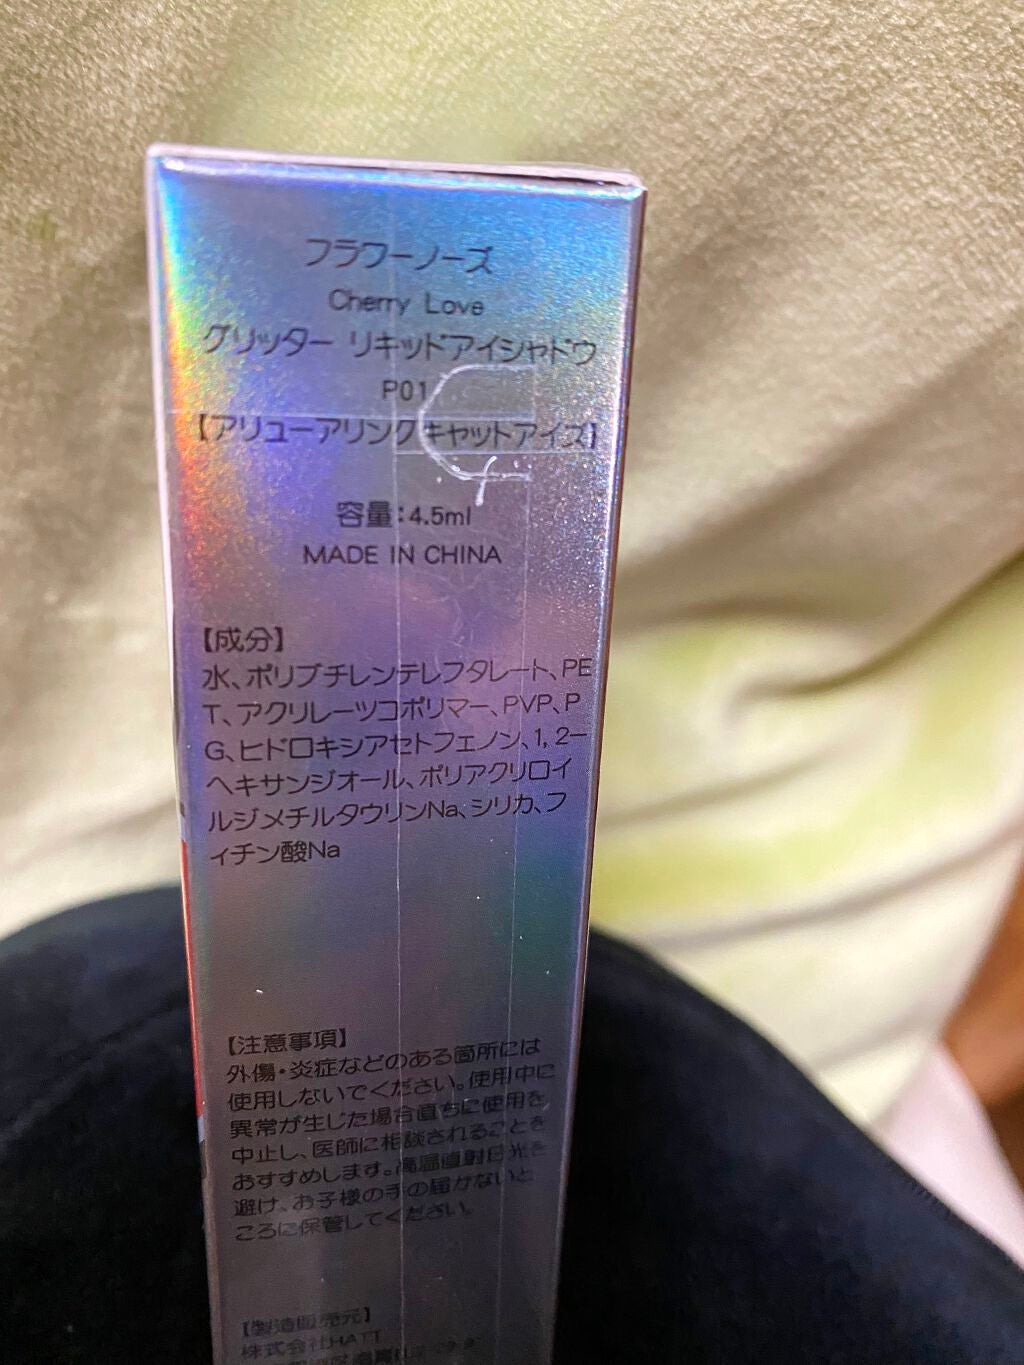 フラワーノーズ
Cherry Love
グリッター リキッドアイシャドウ
P01
【アリューアリングキャットアイズ】
容量:4.5ml
MADE IN CHINA
【成分】
水、ポリブチレンテレフタレート、PE
T、アクリレーツコポリマー、PVP、P
G、ヒドロキシアセトフェノン、1, 2ー
ヘキサンジオール、ポリアクリロイ
ルジメチルタウリンNa、シリカ、フ
ィチン酸Na
【注意事項】
外傷・炎症などのある箇所には
使用しないでください。使用中に
異常が生じた場合直ちに使用を
中止し、医師に相談されることを
おすすめします。高温直射日光を
避け、お子様の手の届かないと
ころに保管してください。
【製造販売元】
株式会社HATT